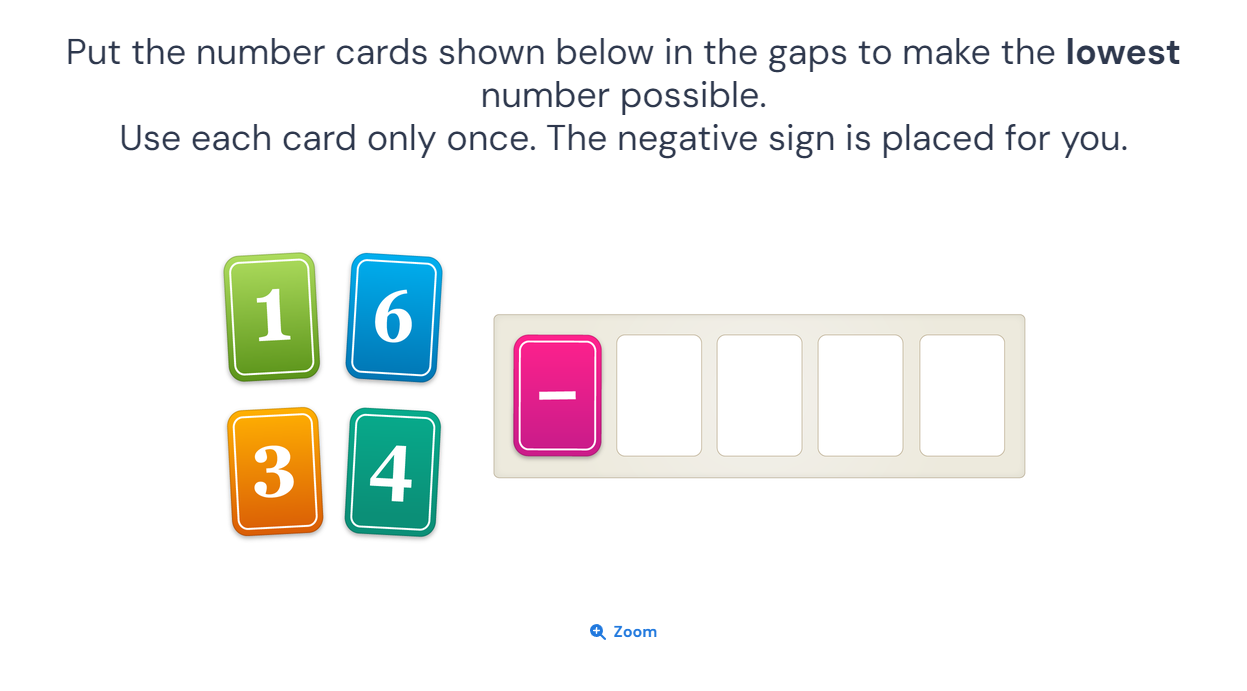 Put the number cards shown below in the gaps to make the lowest
number possible.
Use each card only once. The negative sign is placed for you.
1 6
–
3 4
Zoom